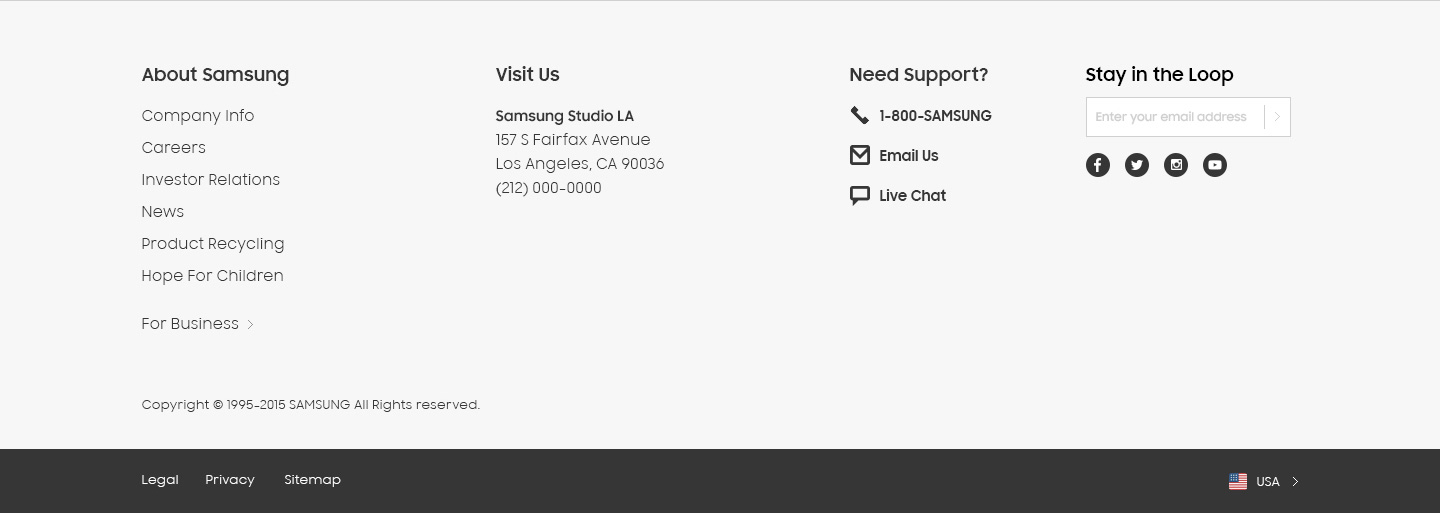 About Samsung
Company Info
Careers
Investor Relations
News
Product Recycling
Hope For Children
For Business
Visit Us
Samsung Studio LA
157 S Fairfax Avenue
Los Angeles, CA 90036
(212) 000-0000
Need Support?
1-800-SAMSUNG
Email Us
Live Chat
Stay in the Loop
Enter your email address
Copyright © 1995-2015 SAMSUNG All Rights reserved.
Legal
Privacy
Sitemap
USA